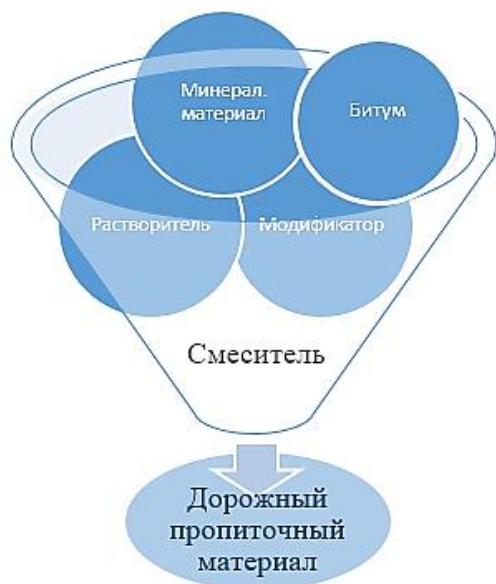 Минерал.
материал
Битум
Растворитель
Модификатор
Смеситель
Дорожный
пропиточный
материал